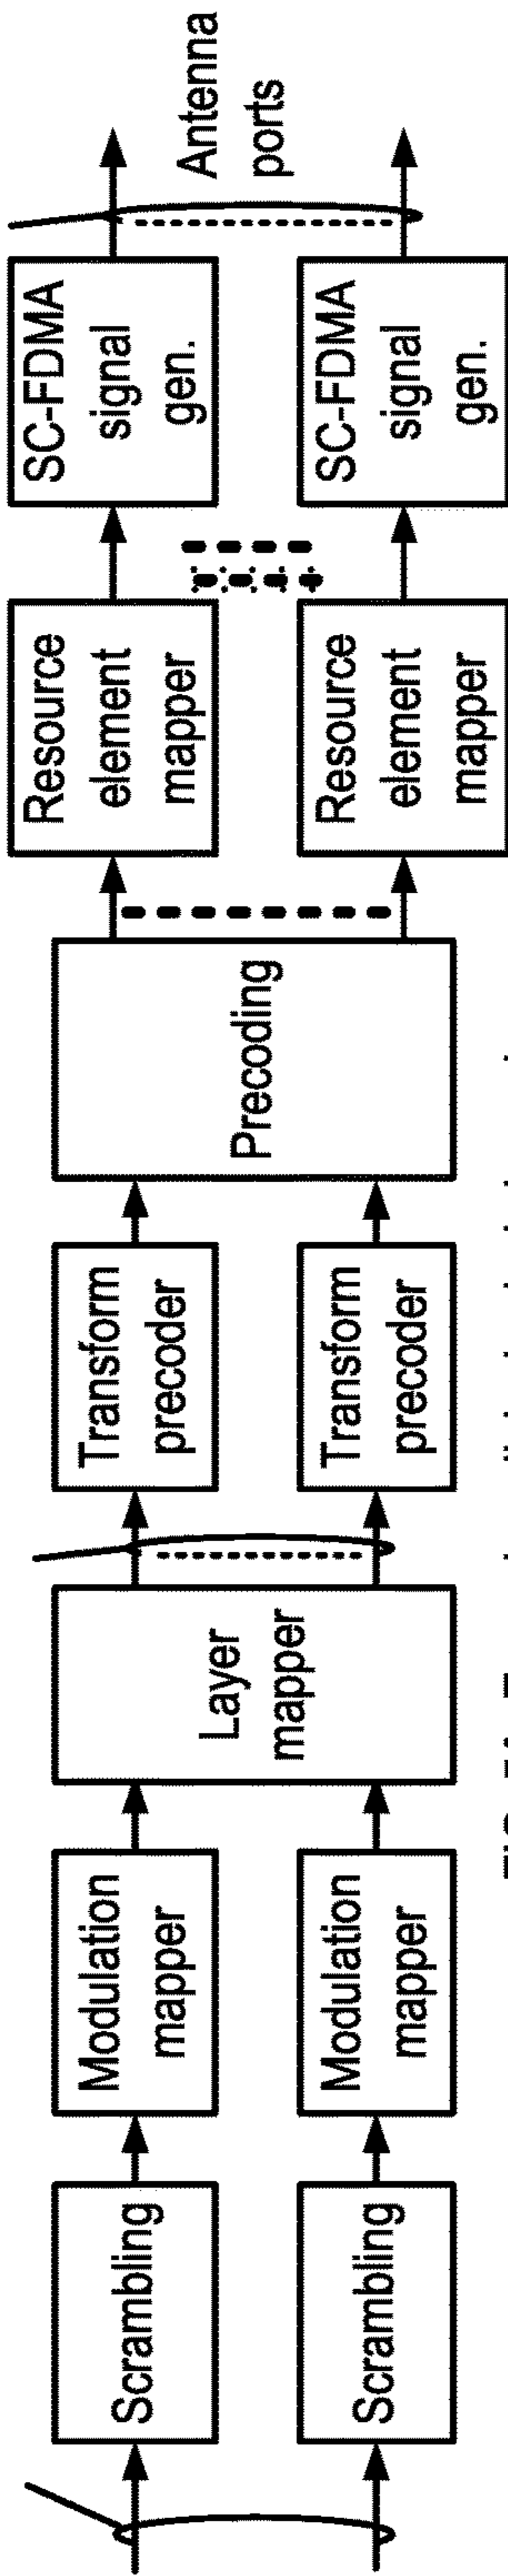 Scrambling
Modulation
mapper
Layer
mapper
Transform
precoder
Precoding
Resource
element
mapper
SC-FDMA
signal
gen.
Antenna
ports
Scrambling
Modulation
mapper
Transform
precoder
Resource
element
mapper
SC-FDMA
signal
gen.